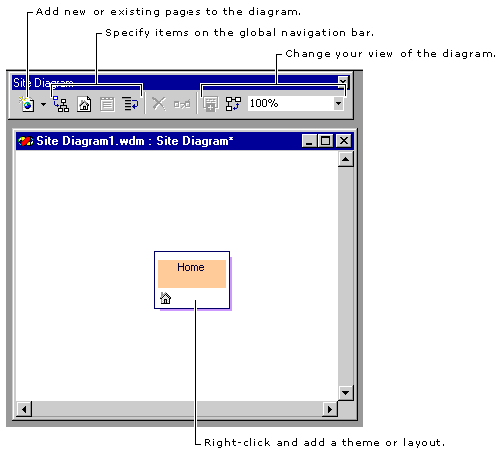 Add new or existing pages to the diagram.
Specify items on the global navigation bar.
Change your view of the diagram.
Site Diagram
100%
Site Diagram1.wdm : Site Diagram*
Home
Right-click and add a theme or layout.